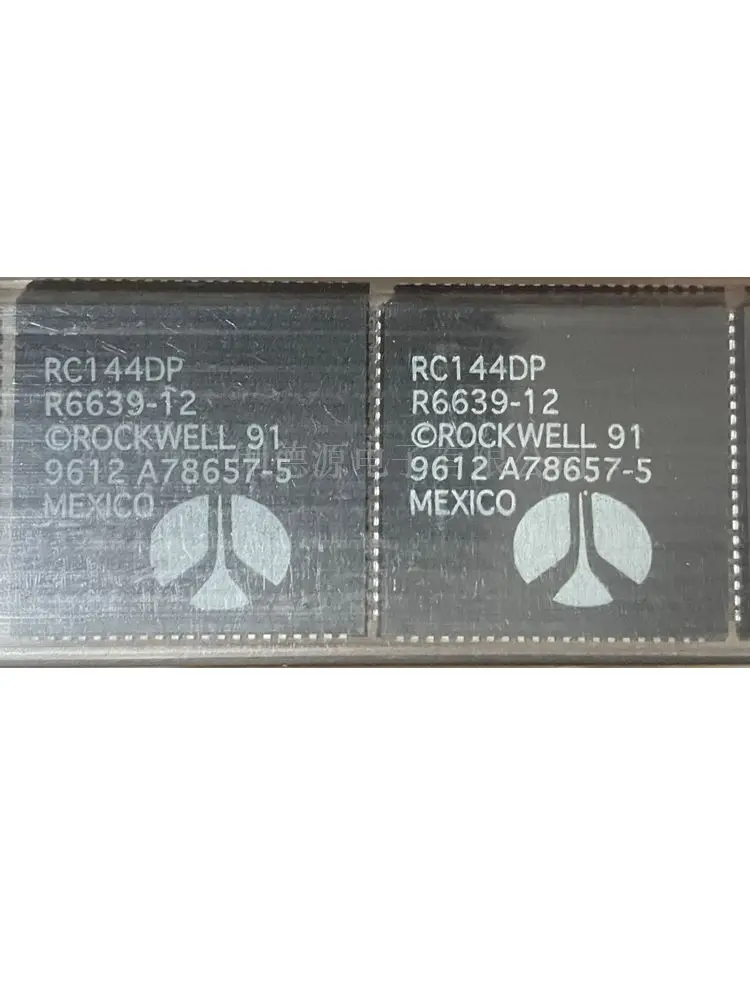 RC144DP
R6639-12
©ROCKWELL 91
9612 A78657-5
MEXICO
RC144DP
R6639-12
©ROCKWELL 91
9612 A78657-5
MEXICO